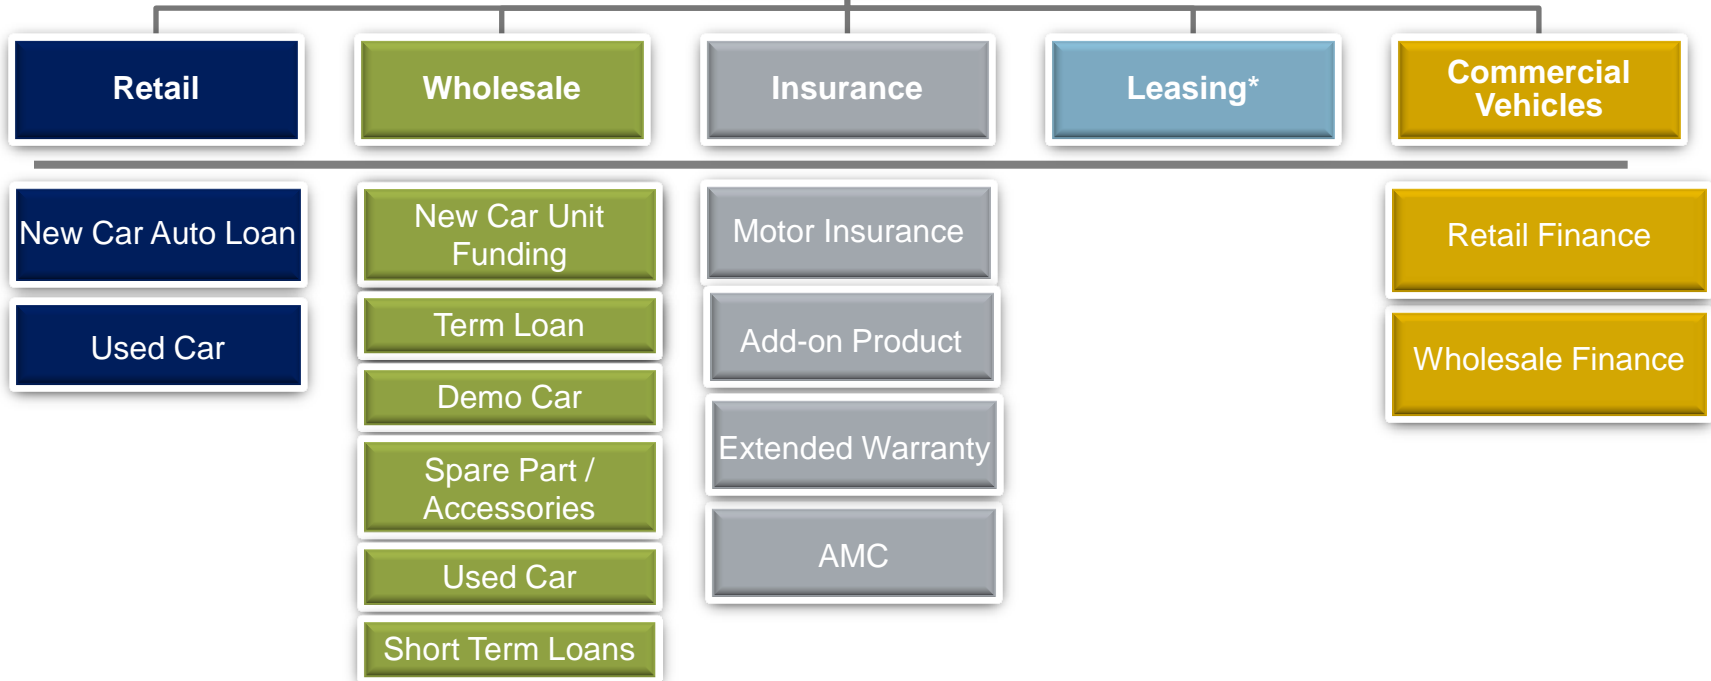 Retail
Wholesale
Insurance
Leasing*
Commercial
Vehicles
New Car Auto Loan
Used Car
New Car Unit
Funding
Term Loan
Demo Car
Spare Part /
Accessories
Used Car
Short Term Loans
Motor Insurance
Add-on Product
Extended Warranty
AMC
Retail Finance
Wholesale Finance